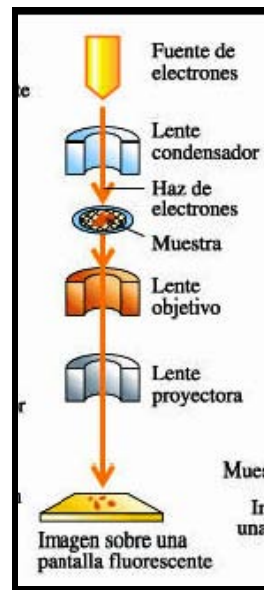 Fuente de
electrones
Lente
condensador
Haz de
electrones
Muestra
Lente
objetivo
Lente
proyectora
Imagen sobre una
pantalla fluorescente